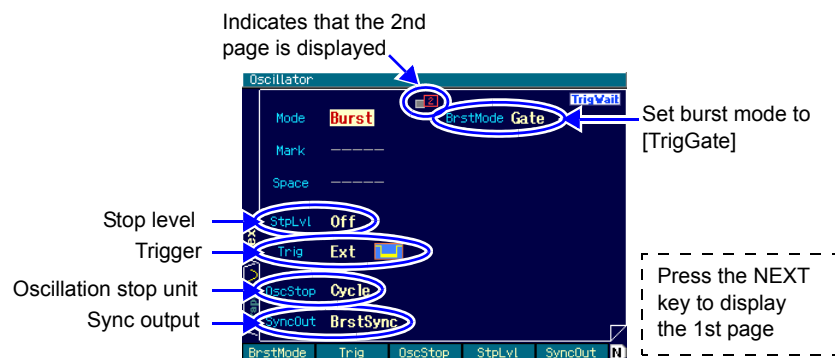 Indicates that the 2nd
page is displayed
Oscillator
2
TrigWait
Mode Burst
BrstMode Gate
Set burst mode to
[TrigGate]
Mark -----
Space -----
Stop level
StpLvl Off
Trigger
Trig Ext
Oscillation stop unit
OscStop Cycle
Sync output
SyncOut BrstSync
Press the NEXT
key to display
the 1st page
BrstMode Trig OscStop StpLvl SyncOut N